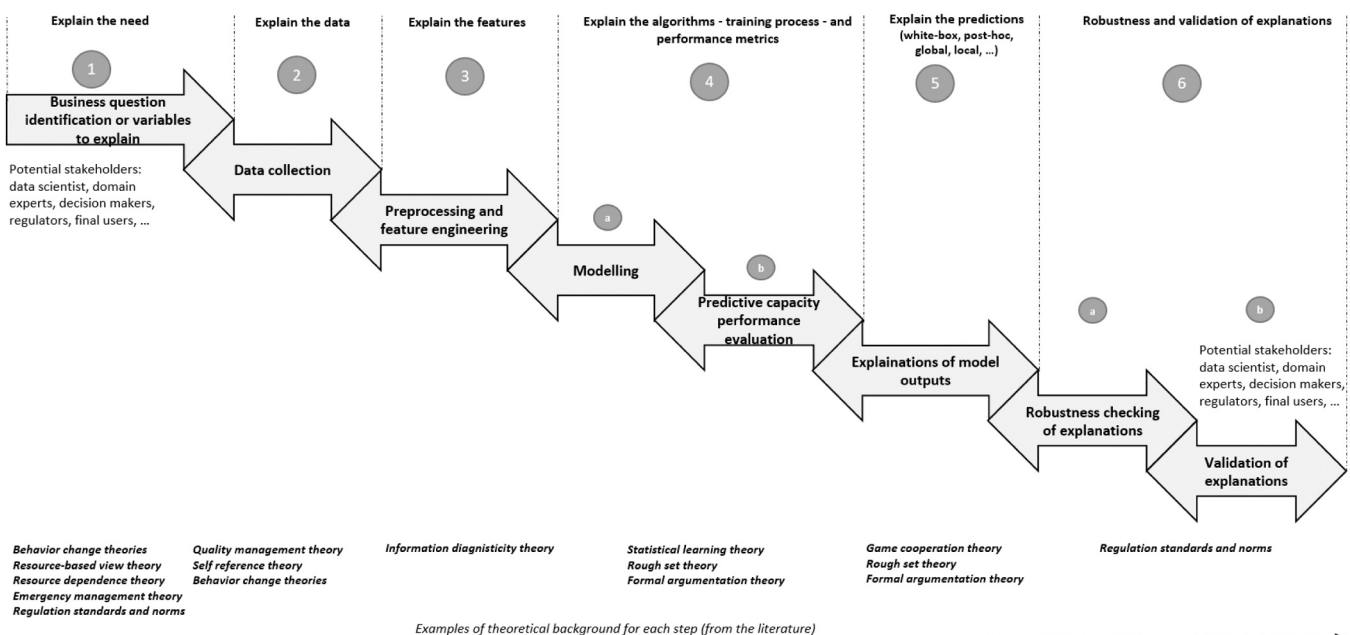 Explain the need
Explain the data
Explain the features
Explain the algorithms - training process - and
performance metrics
Explain the predictions
(white-box, post-hoc,
global, local, ...)
Robustness and validation of explanations
1
2
3
4
5
6
Business question
identification or variables
to explain
Potential stakeholders:
data scientist, domain
experts, decision makers,
regulators, final users, ...
Data collection
Preprocessing and
feature engineering
a
Modelling
b
Predictive capacity
performance
evaluation
Explainations of model
outputs
a
Robustness checking
of explanations
b
Potential stakeholders:
data scientist, domain
experts, decision makers,
regulators, final users, ...
Validation of
explanations
Behavior change theories
Resource-based view theory
Resource dependence theory
Emergency management theory
Regulation standards and norms
Quality management theory
Self reference theory
Behavior change theories
Information diagnisticity theory
Statistical learning theory
Rough set theory
Formal argumentation theory
Game cooperation theory
Rough set theory
Formal argumentation theory
Regulation standards and norms
Examples of theoretical background for each step (from the literature)